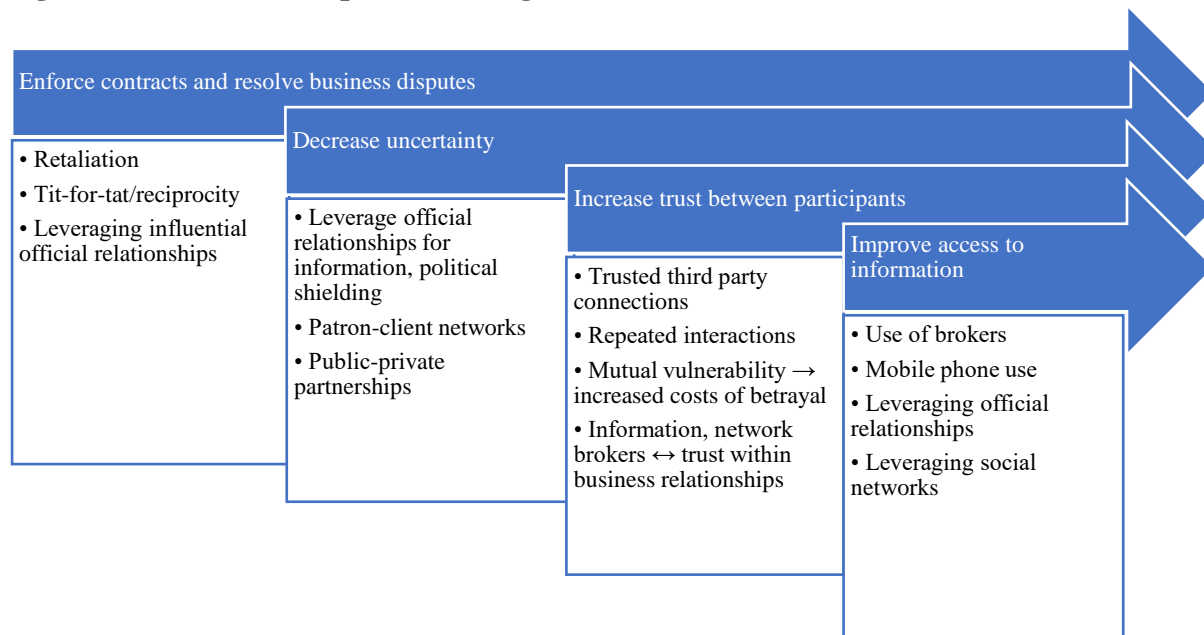 Enforce contracts and resolve business disputes
• Retaliation
• Tit-for-tat/reciprocity
• Leveraging influential
official relationships
Decrease uncertainty
• Leverage official
relationships for
information, political
shielding
• Patron-client networks
• Public-private
partnerships
Increase trust between participants
• Trusted third party
connections
• Repeated interactions
• Mutual vulnerability →
increased costs of betrayal
• Information, network
brokers ↔ trust within
business relationships
Improve access to
information
• Use of brokers
• Mobile phone use
• Leveraging official
relationships
• Leveraging social
networks